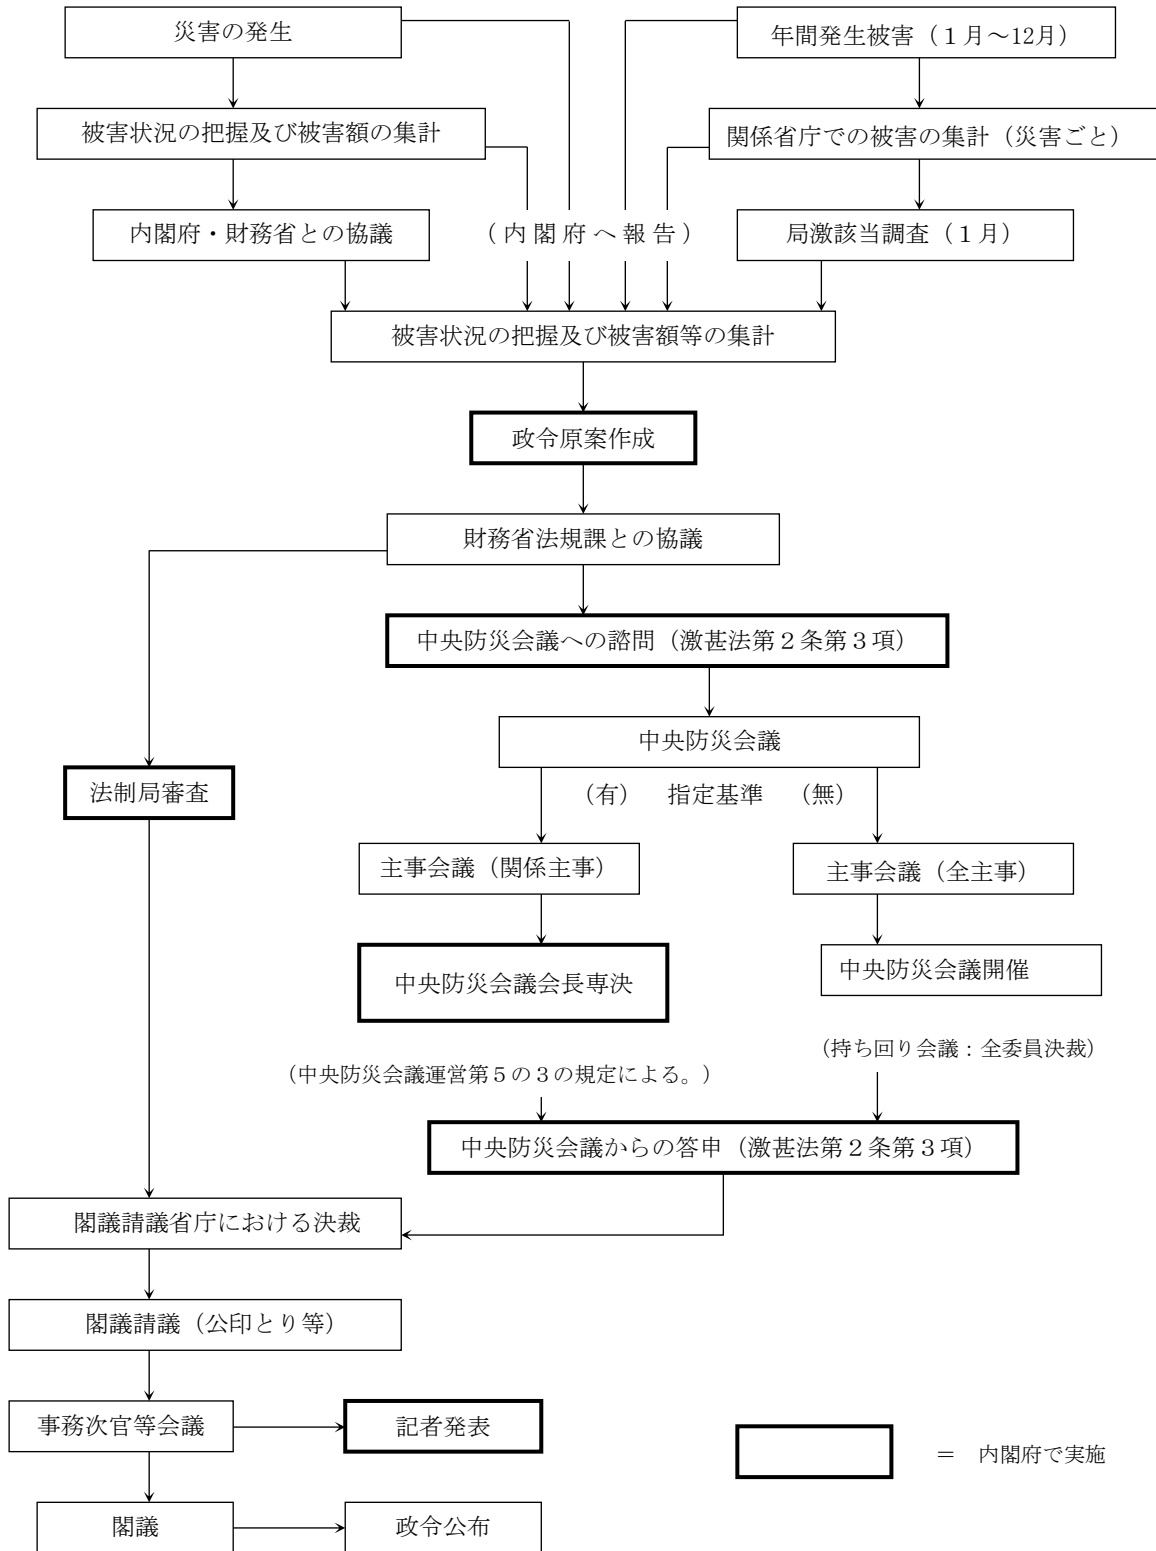 災害の発生
年間発生被害（１月～12月）
被害状況の把握及び被害額の集計
関係省庁での被害の集計（災害ごと）
内閣府・財務省との協議
（内閣府へ報告）
局激該当調査（１月）
被害状況の把握及び被害額等の集計
政令原案作成
財務省法規課との協議
中央防災会議への諮問（激甚法第２条第３項）
中央防災会議
法制局審査
（有）　指定基準　（無）
主事会議（関係主事）
主事会議（全主事）
中央防災会議会長専決
中央防災会議開催
（持ち回り会議：全委員決裁）
（中央防災会議運営第５の３の規定による。）
中央防災会議からの答申（激甚法第２条第３項）
閣議請議省庁における決裁
閣議請議（公印とり等）
事務次官等会議
記者発表
＝　内閣府で実施
閣議
政令公布